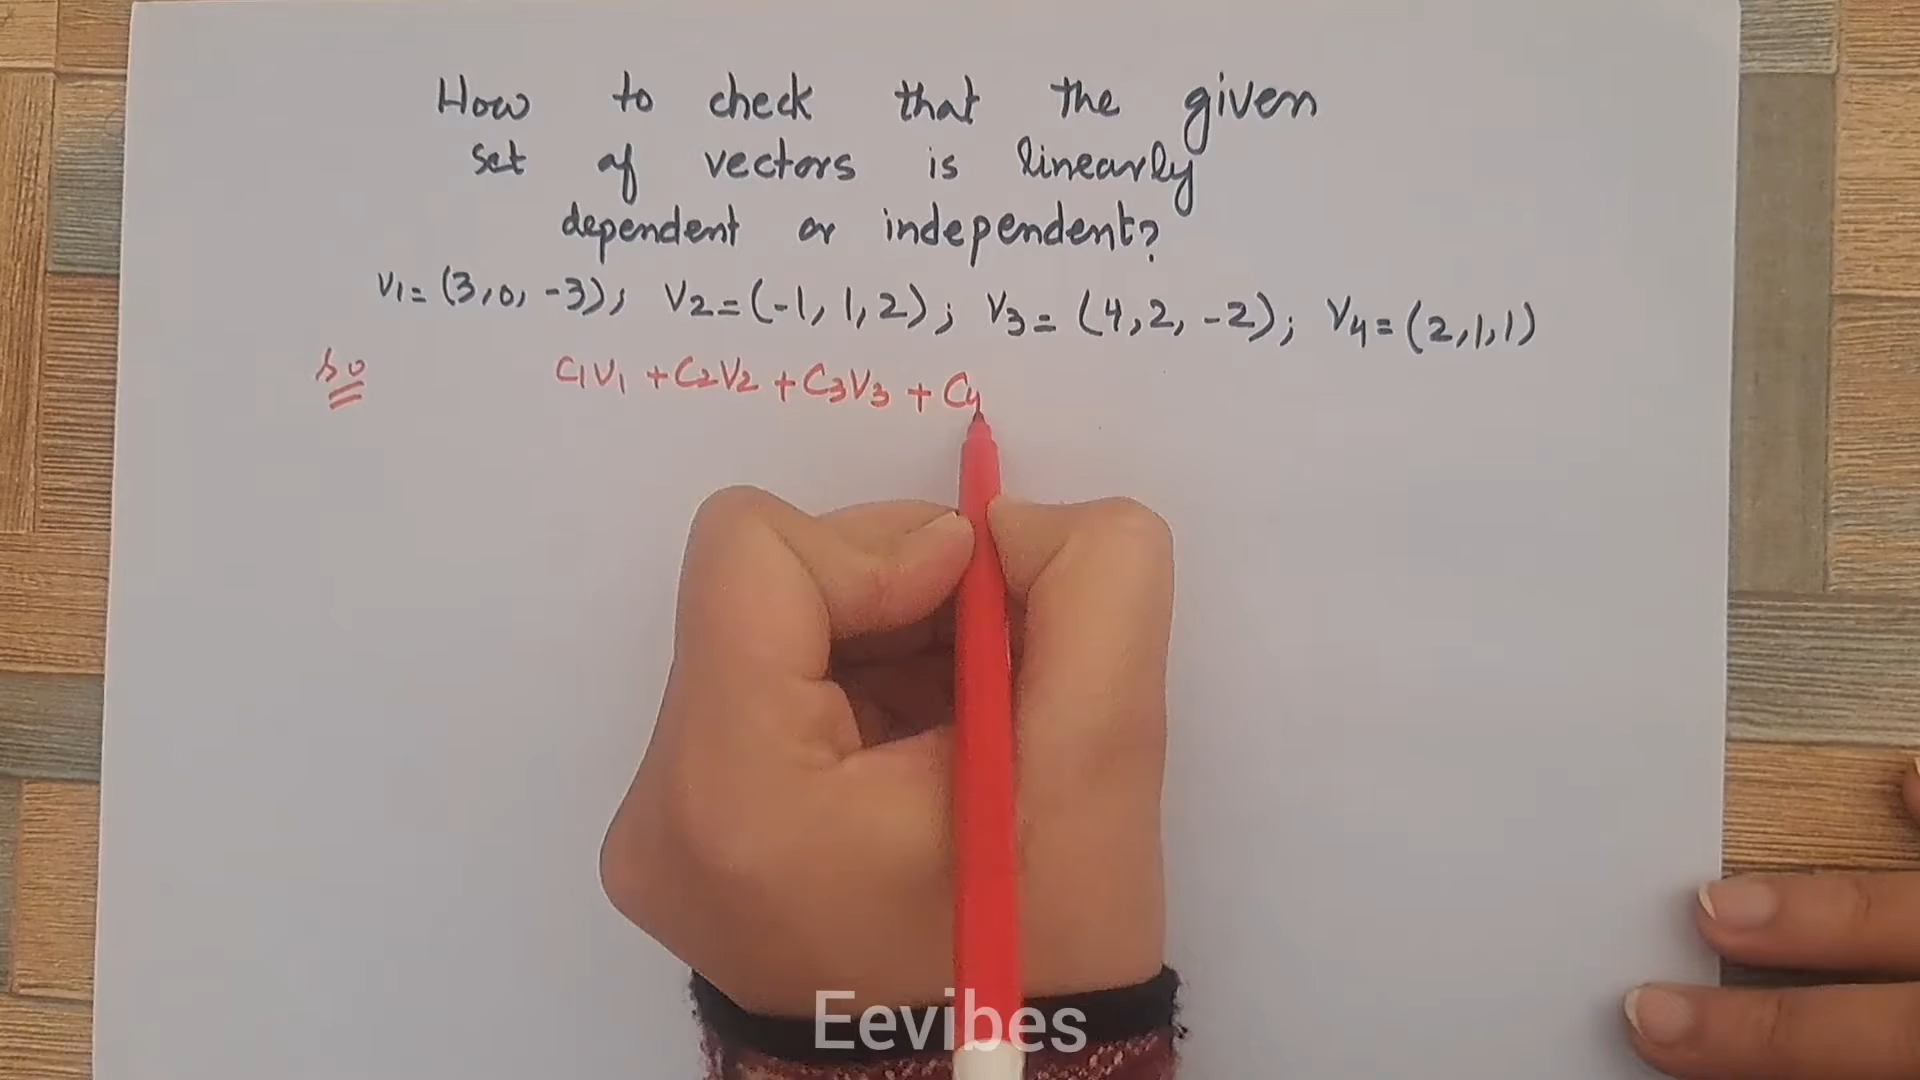 How to check that the given
set of vectors is linearly
dependent or independent?
V1 = (3, 0, -3); V2 = (-1, 1, 2); V3 = (4, 2, -2); V4 = (2, 1, 1)
C1V1 + C2V2 + C3V3 + C4
Eevibes